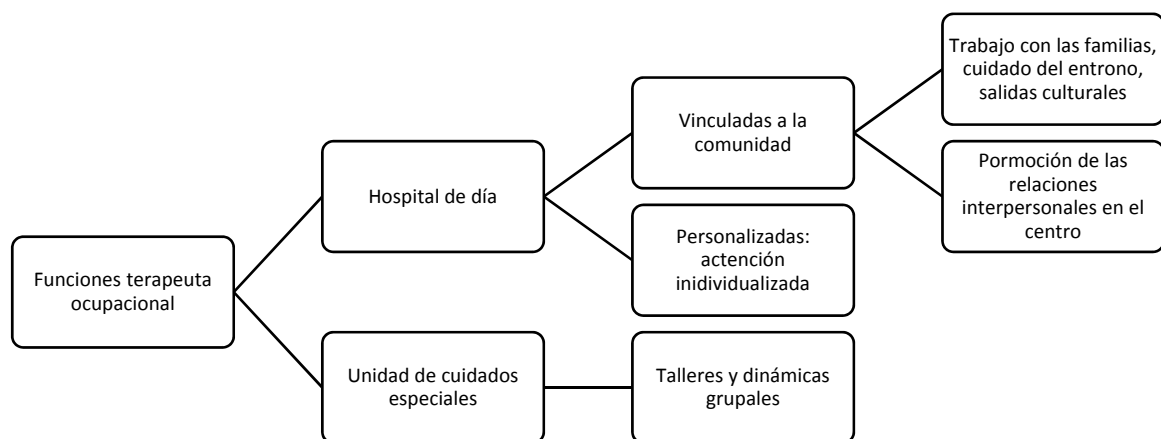 Funciones terapeuta
ocupacional
Hospital de día
Vinculadas a la
comunidad
Trabajo con las familias,
cuidado del entrono,
salidas culturales
Pormoción de las
relaciones
interpersonales en el
centro
Personalizadas:
actención
inidividualizada
Unidad de cuidados
especiales
Talleres y dinámicas
grupales